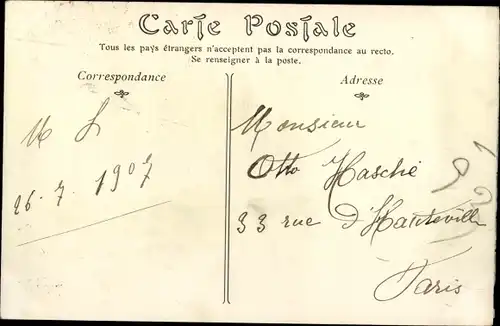 Carte Postale
Tous les pays étrangers n'acceptent pas la correspondance au recto.
Se renseigner à la poste.
Correspondance
Adresse
M L
26.7.1907
Monsieur
Otto Hasché
33 rue d'Hauteville
Paris